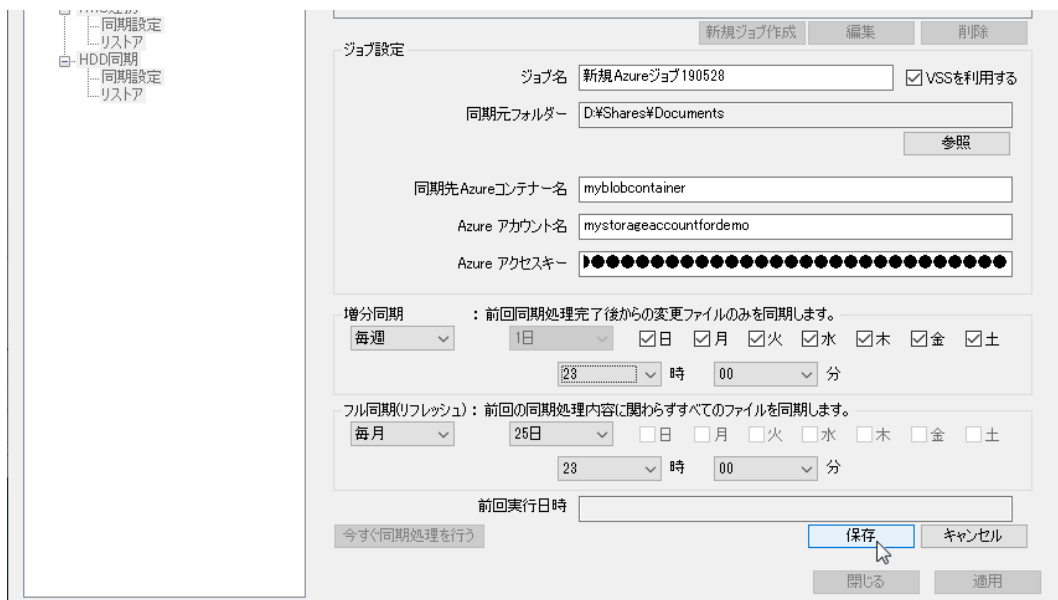 同期設定
リストア
HDD同期
同期設定
リストア
新規ジョブ作成 編集 削除
ジョブ設定
ジョブ名 新規Azureジョブ190528 VSSを利用する
同期元フォルダー D:¥Shares¥Documents
参照
同期先Azureコンテナー名 myblobcontainer
Azure アカウント名 mystorageaccountfordemo
Azure アクセスキー
増分同期 : 前回同期処理完了後からの変更ファイルのみを同期します。
毎週 1日 日 月 火 水 木 金 土
23 時 00 分
フル同期(リフレッシュ) : 前回の同期処理内容に関わらずすべてのファイルを同期します。
毎月 25日 日 月 火 水 木 金 土
23 時 00 分
前回実行日時
今すぐ同期処理を行う 保存 キャンセル
閉じる 適用